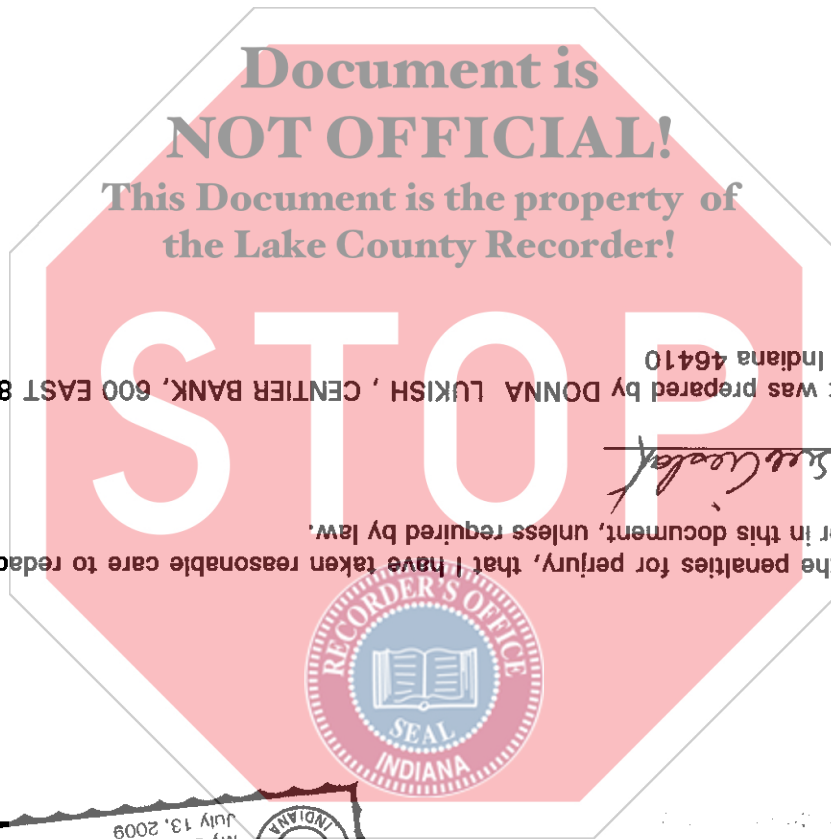 Document is
NOT OFFICIAL!
This Document is the property of
the Lake County Recorder!
STOP
Indiana 46410
was prepared by DONNA LUKISH , CENTIER BANK, 600 EAST 8
r in this document, unless required by law.
he penalties for perjury, that I have taken reasonable care to redac
RECORDER'S OFFICE
SEAL
INDIANA
July 13, 2009
INDIANA